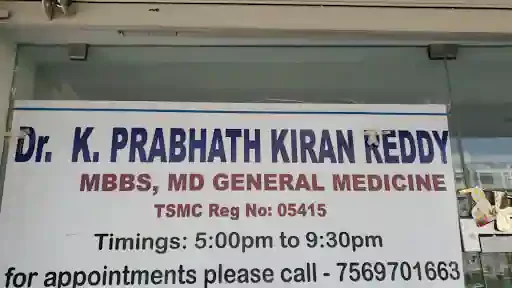 Dr. K. PRABHATH KIRAN REDDY
MBBS, MD GENERAL MEDICINE
TSMC Reg No: 05415
Timings: 5:00pm to 9:30pm
for appointments please call - 7569701663